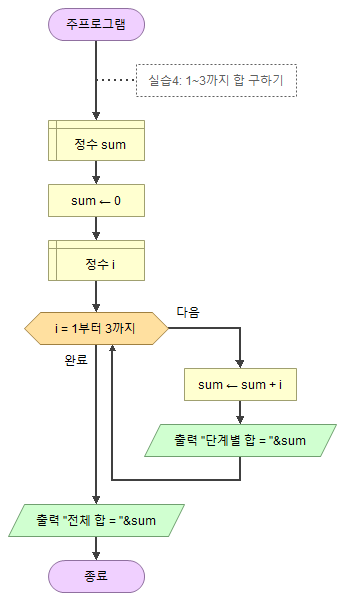 주프로그램
실습4: 1~3까지 합 구하기
정수 sum
sum ← 0
정수 i
i = 1부터 3까지
다음
완료
sum ← sum + i
출력 "단계별 합 = "&sum
출력 "전체 합 = "&sum
종료